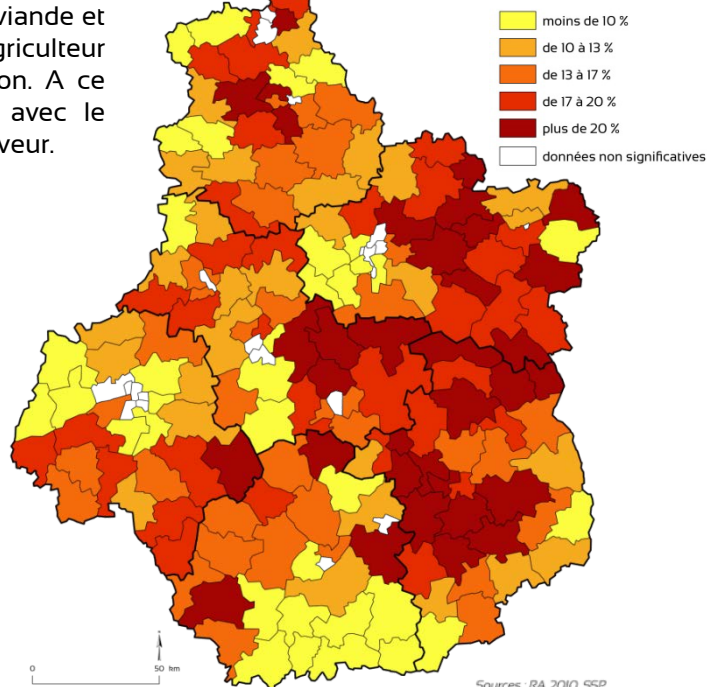 viande et
griculteur
on. A ce
avec le
veur.
moins de 10 %
de 10 à 13%
de 13 à 17%
de 17 à 20 %
plus de 20 %
données non significatives
0 50 km
Sources : RA 2010, SSP